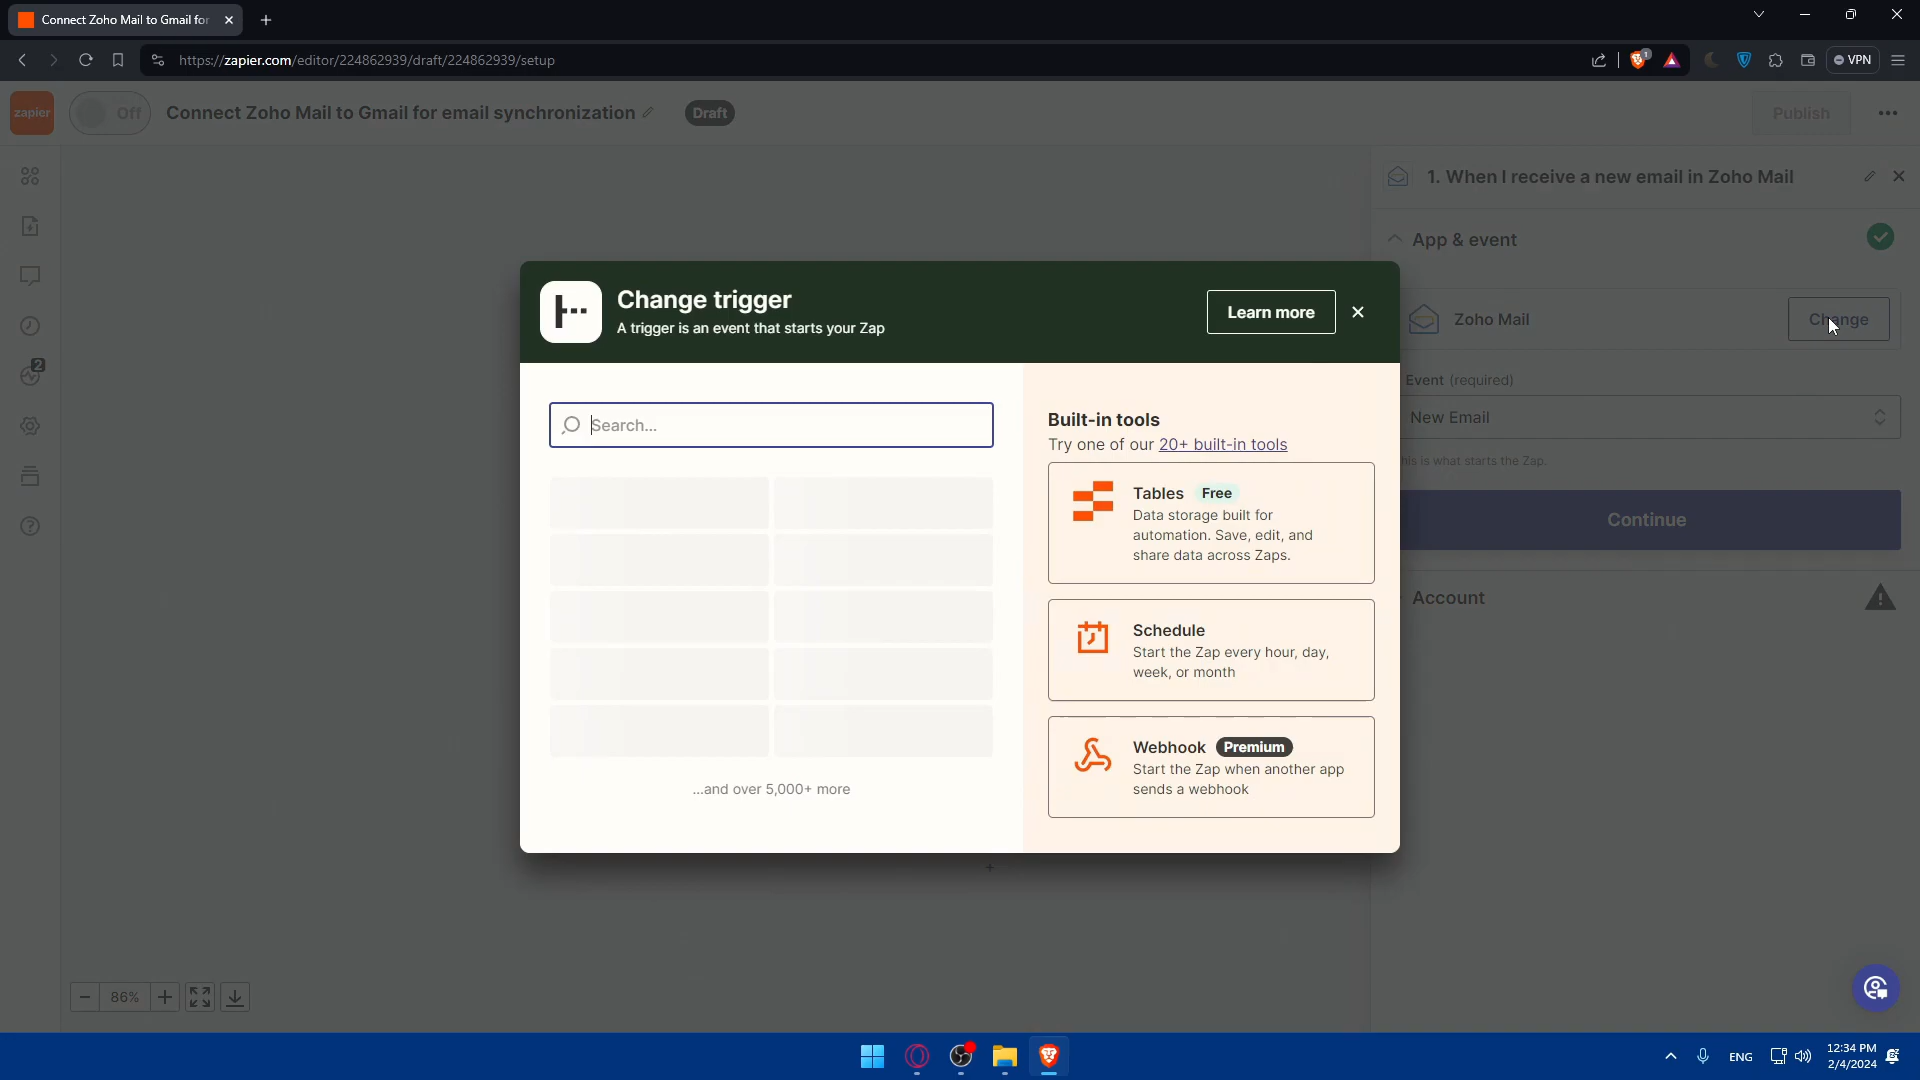 Connect Zoho Mail to Gmail for
https://zapier.com/editor/224862939/draft/224862939/setup
1
VPN
zapier
Off
Connect Zoho Mail to Gmail for email synchronization
Draft
Publish
1. When I receive a new email in Zoho Mail
App & event
Zoho Mail
Change
Event (required)
New Email
his is what starts the Zap.
Continue
Account
2
Change trigger
A trigger is an event that starts your Zap
Learn more
Search...
...and over 5,000+ more
Built-in tools
Try one of our 20+ built-in tools
Tables Free
Data storage built for
automation. Save, edit, and
share data across Zaps.
Schedule
Start the Zap every hour, day,
week, or month
Webhook Premium
Start the Zap when another app
sends a webhook
86%
ENG
12:34 PM
2/4/2024